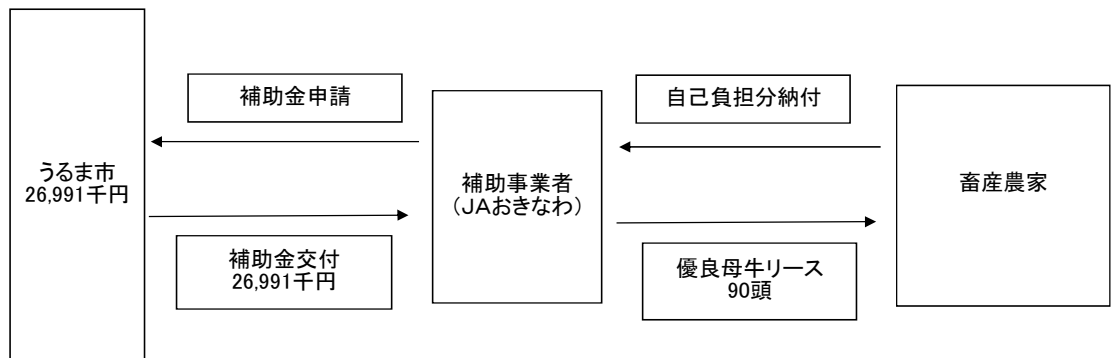 うるま市
26,991千円
補助金申請
補助金交付
26,991千円
補助事業者
（JAおきなわ）
自己負担分納付
優良母牛リース
90頭
畜産農家